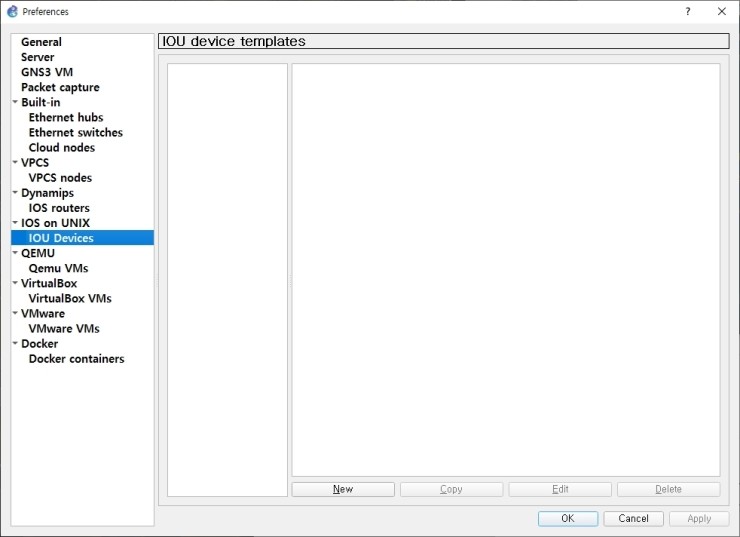 Preferences
General
Server
GNS3 VM
Packet capture
Built-in
Ethernet hubs
Ethernet switches
Cloud nodes
VPCS
VPCS nodes
Dynamips
IOS routers
IOS on UNIX
IOU Devices
QEMU
Qemu VMs
VirtualBox
VirtualBox VMs
VMware
VMware VMs
Docker
Docker containers
IOU device templates
New Copy Edit Delete
OK Cancel Apply